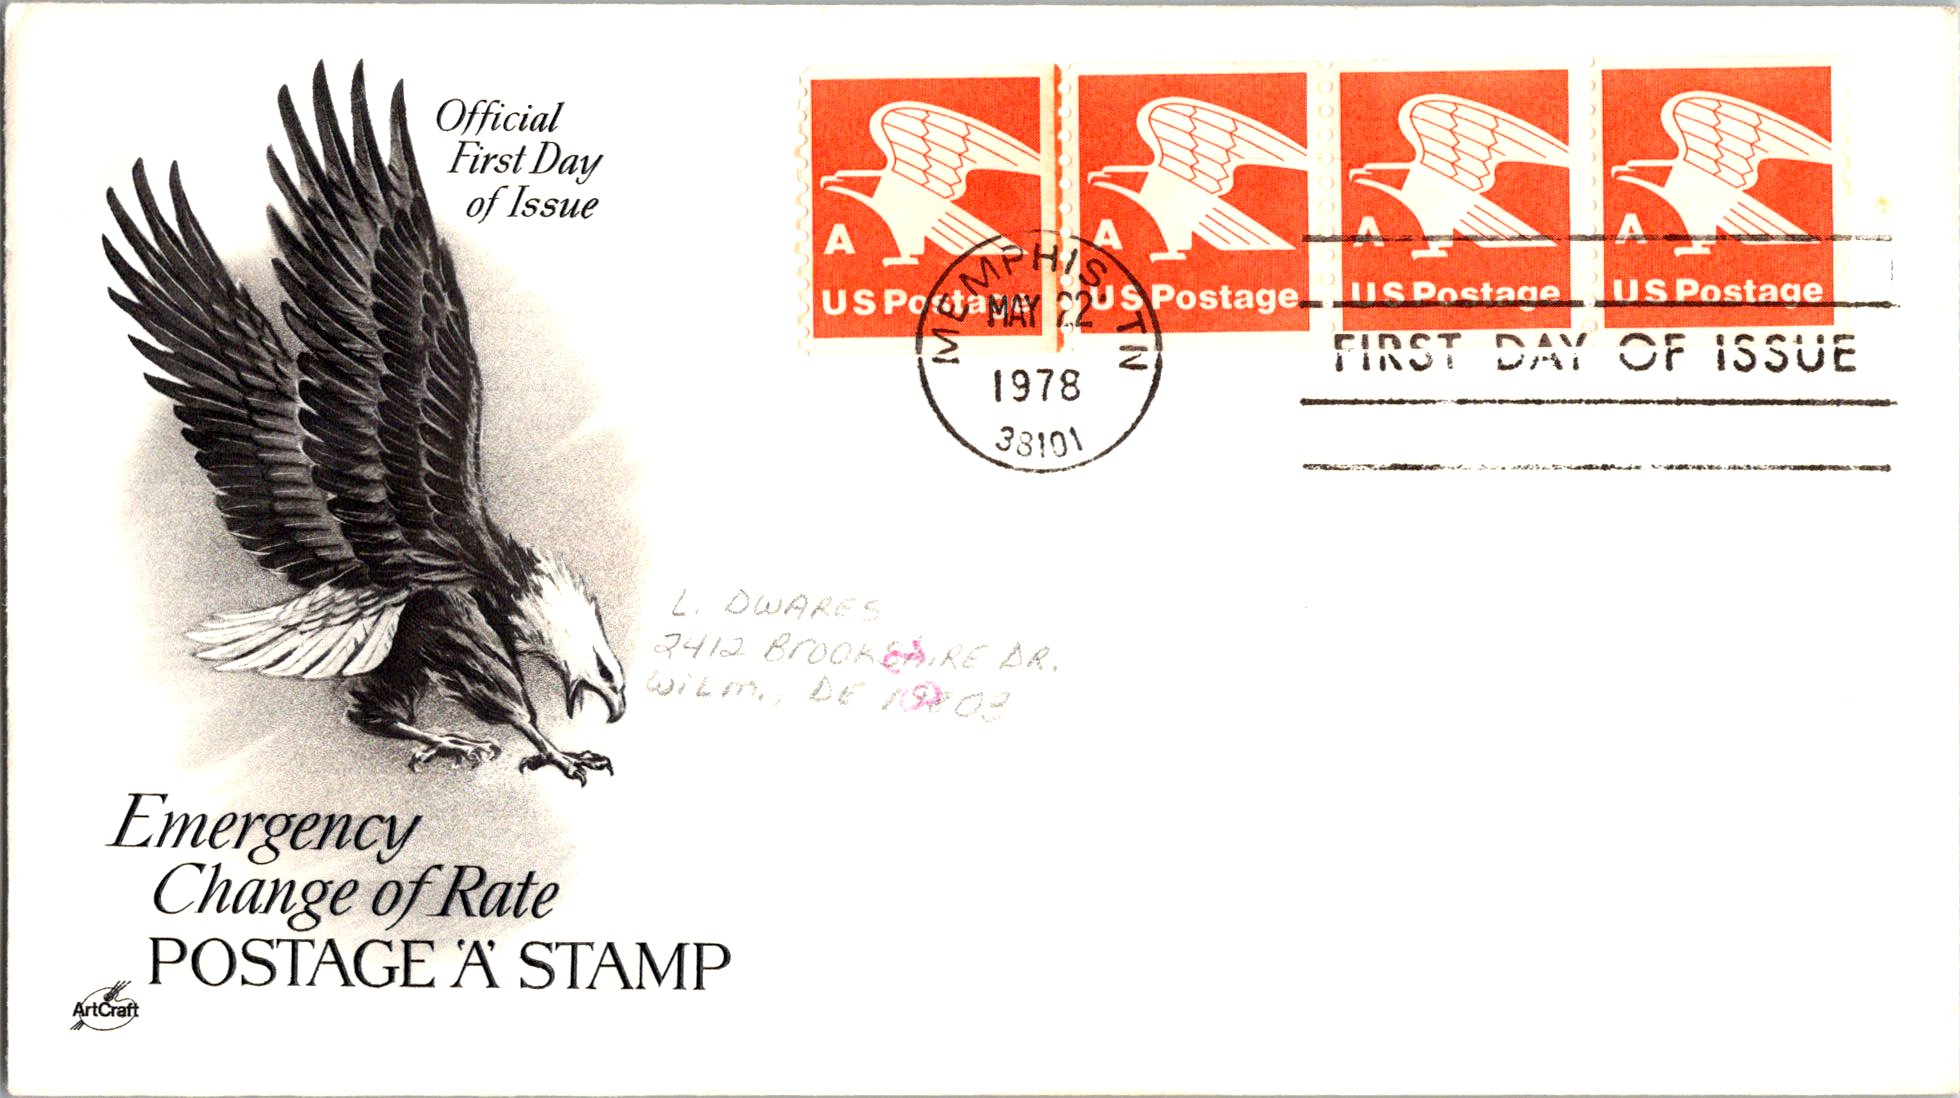 Official
First Day
of Issue
A
US Postage
A
US Postage
A
US Postage
A
US Postage
MEMPHIS, TN
MAY 22
1978
38101
FIRST DAY OF ISSUE
L. DWARES
2412 BROOKSHIRE DR.
WILM., DE 19803
Emergency
Change of Rate
POSTAGE 'A' STAMP
ArtCraft